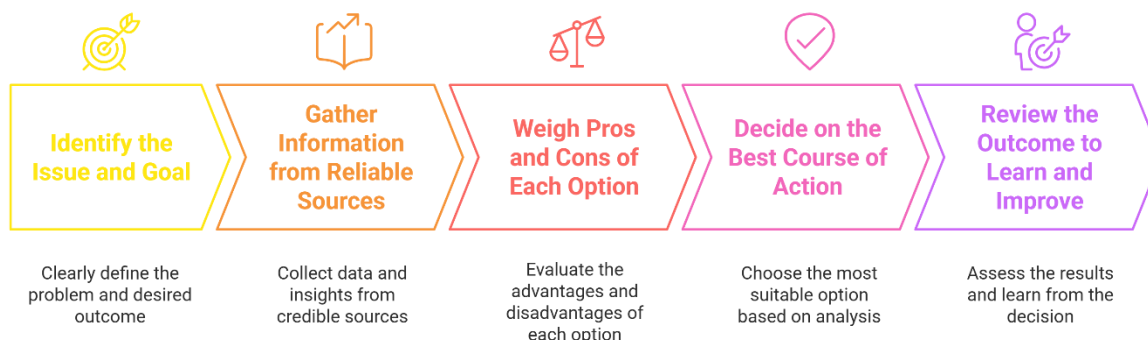 Identify the
Issue and Goal
Gather
Information
from Reliable
Sources
Weigh Pros
and Cons of
Each Option
Decide on the
Best Course of
Action
Review the
Outcome to
Learn and
Improve
Clearly define the
problem and desired
outcome
Collect data and
insights from
credible sources
Evaluate the
advantages and
disadvantages of
each option
Choose the most
suitable option
based on analysis
Assess the results
and learn from the
decision